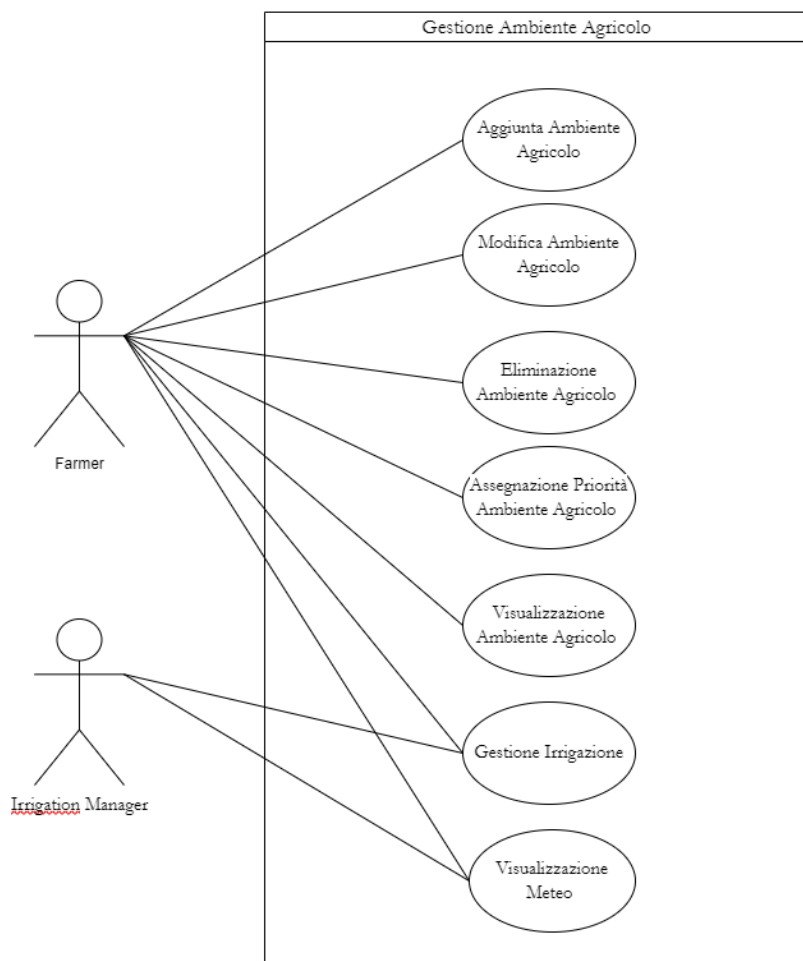 Gestione Ambiente Agricolo
Aggiunta Ambiente
Agricolo
Modifica Ambiente
Agricolo
Eliminazione
Ambiente Agricolo
Farmer
Assegnazione Priorità
Ambiente Agricolo
Visualizzazione
Ambiente Agricolo
Gestione Irrigazione
Irrigation Manager
Visualizzazione
Meteo